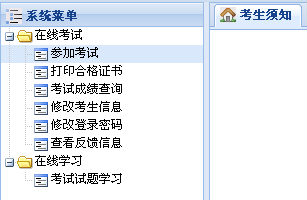 系统菜单
考生须知
在线考试
参加考试
打印合格证书
考试成绩查询
修改考生信息
修改登录密码
查看反馈信息
在线学习
考试试题学习